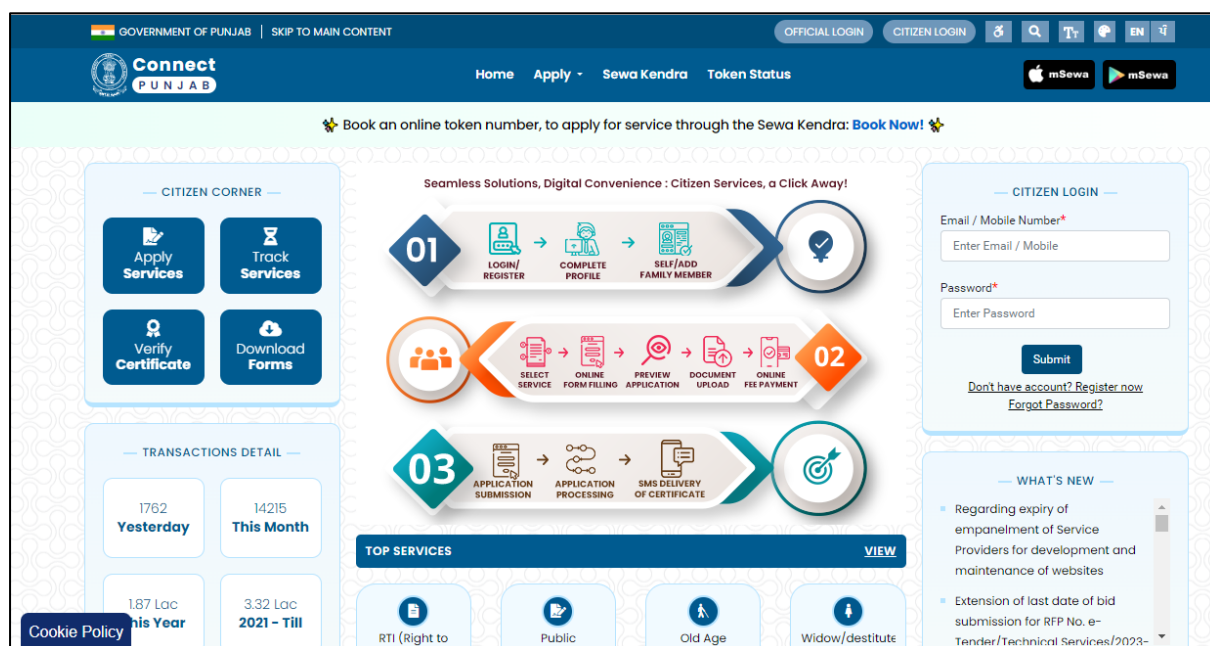 GOVERNMENT OF PUNJAB | SKIP TO MAIN CONTENT
OFFICIAL LOGIN
CITIZEN LOGIN
TT
EN ਪੰ
Connect
PUNJAB
Home Apply Sewa Kendra Token Status
mSewa
mSewa
Book an online token number, to apply for service through the Sewa Kendra: Book Now!
CITIZEN CORNER
Apply
Services
Track
Services
Verify
Certificate
Download
Forms
TRANSACTIONS DETAIL
1762
Yesterday
14215
This Month
1.87 Lac
his Year
3.32 Lac
2021 - Till
Cookie Policy
Seamless Solutions, Digital Convenience : Citizen Services, a Click Away!
01
LOGIN/
REGISTER
COMPLETE
PROFILE
SELF/ADD
FAMILY MEMBER
SELECT
SERVICE
ONLINE
FORM FILLING
PREVIEW
APPLICATION
DOCUMENT
UPLOAD
ONLINE
FEE PAYMENT
02
03
APPLICATION
SUBMISSION
APPLICATION
PROCESSING
SMS DELIVERY
OF CERTIFICATE
TOP SERVICES
VIEW
RTI (Right to
Public
Old Age
Widow/destitute
CITIZEN LOGIN
Email / Mobile Number*
Enter Email / Mobile
Password*
Enter Password
Submit
Don't have account? Register now
Forgot Password?
WHAT'S NEW
Regarding expiry of
empanelment of Service
Providers for development and
maintenance of websites
Extension of last date of bid
submission for RFP No. e-
Tender/Technical Services/2023-